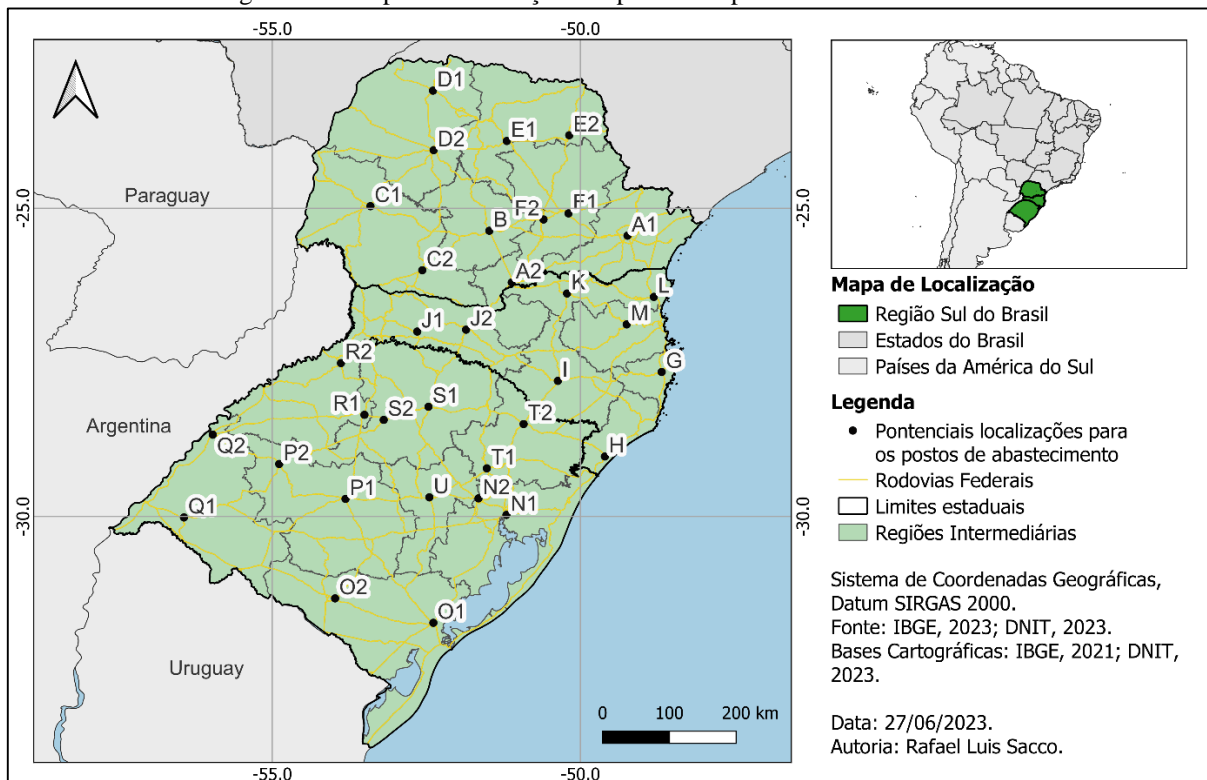 -55.0
-50.0
D1
E2
E1
D2
Paraguay
C1
-25.0
-25.0
F2
F1
B
A1
C2
A2
K
L
M
J1
J2
R2
G
I
R1
S2
S1
T2
Argentina
Q2
P2
H
T1
P1
U
N2
Q1
N1
-30.0
-30.0
O2
O1
Uruguay
0 100 200 km
-55.0
-50.0
Mapa de Localização
Região Sul do Brasil
Estados do Brasil
Países da América do Sul
Legenda
Pontenciais localizações para
os postos de abastecimento
Rodovias Federais
Limites estaduais
Regiões Intermediárias
Sistema de Coordenadas Geográficas,
Datum SIRGAS 2000.
Fonte: IBGE, 2023; DNIT, 2023.
Bases Cartográficas: IBGE, 2021; DNIT,
2023.
Data: 27/06/2023.
Autoria: Rafael Luis Sacco.